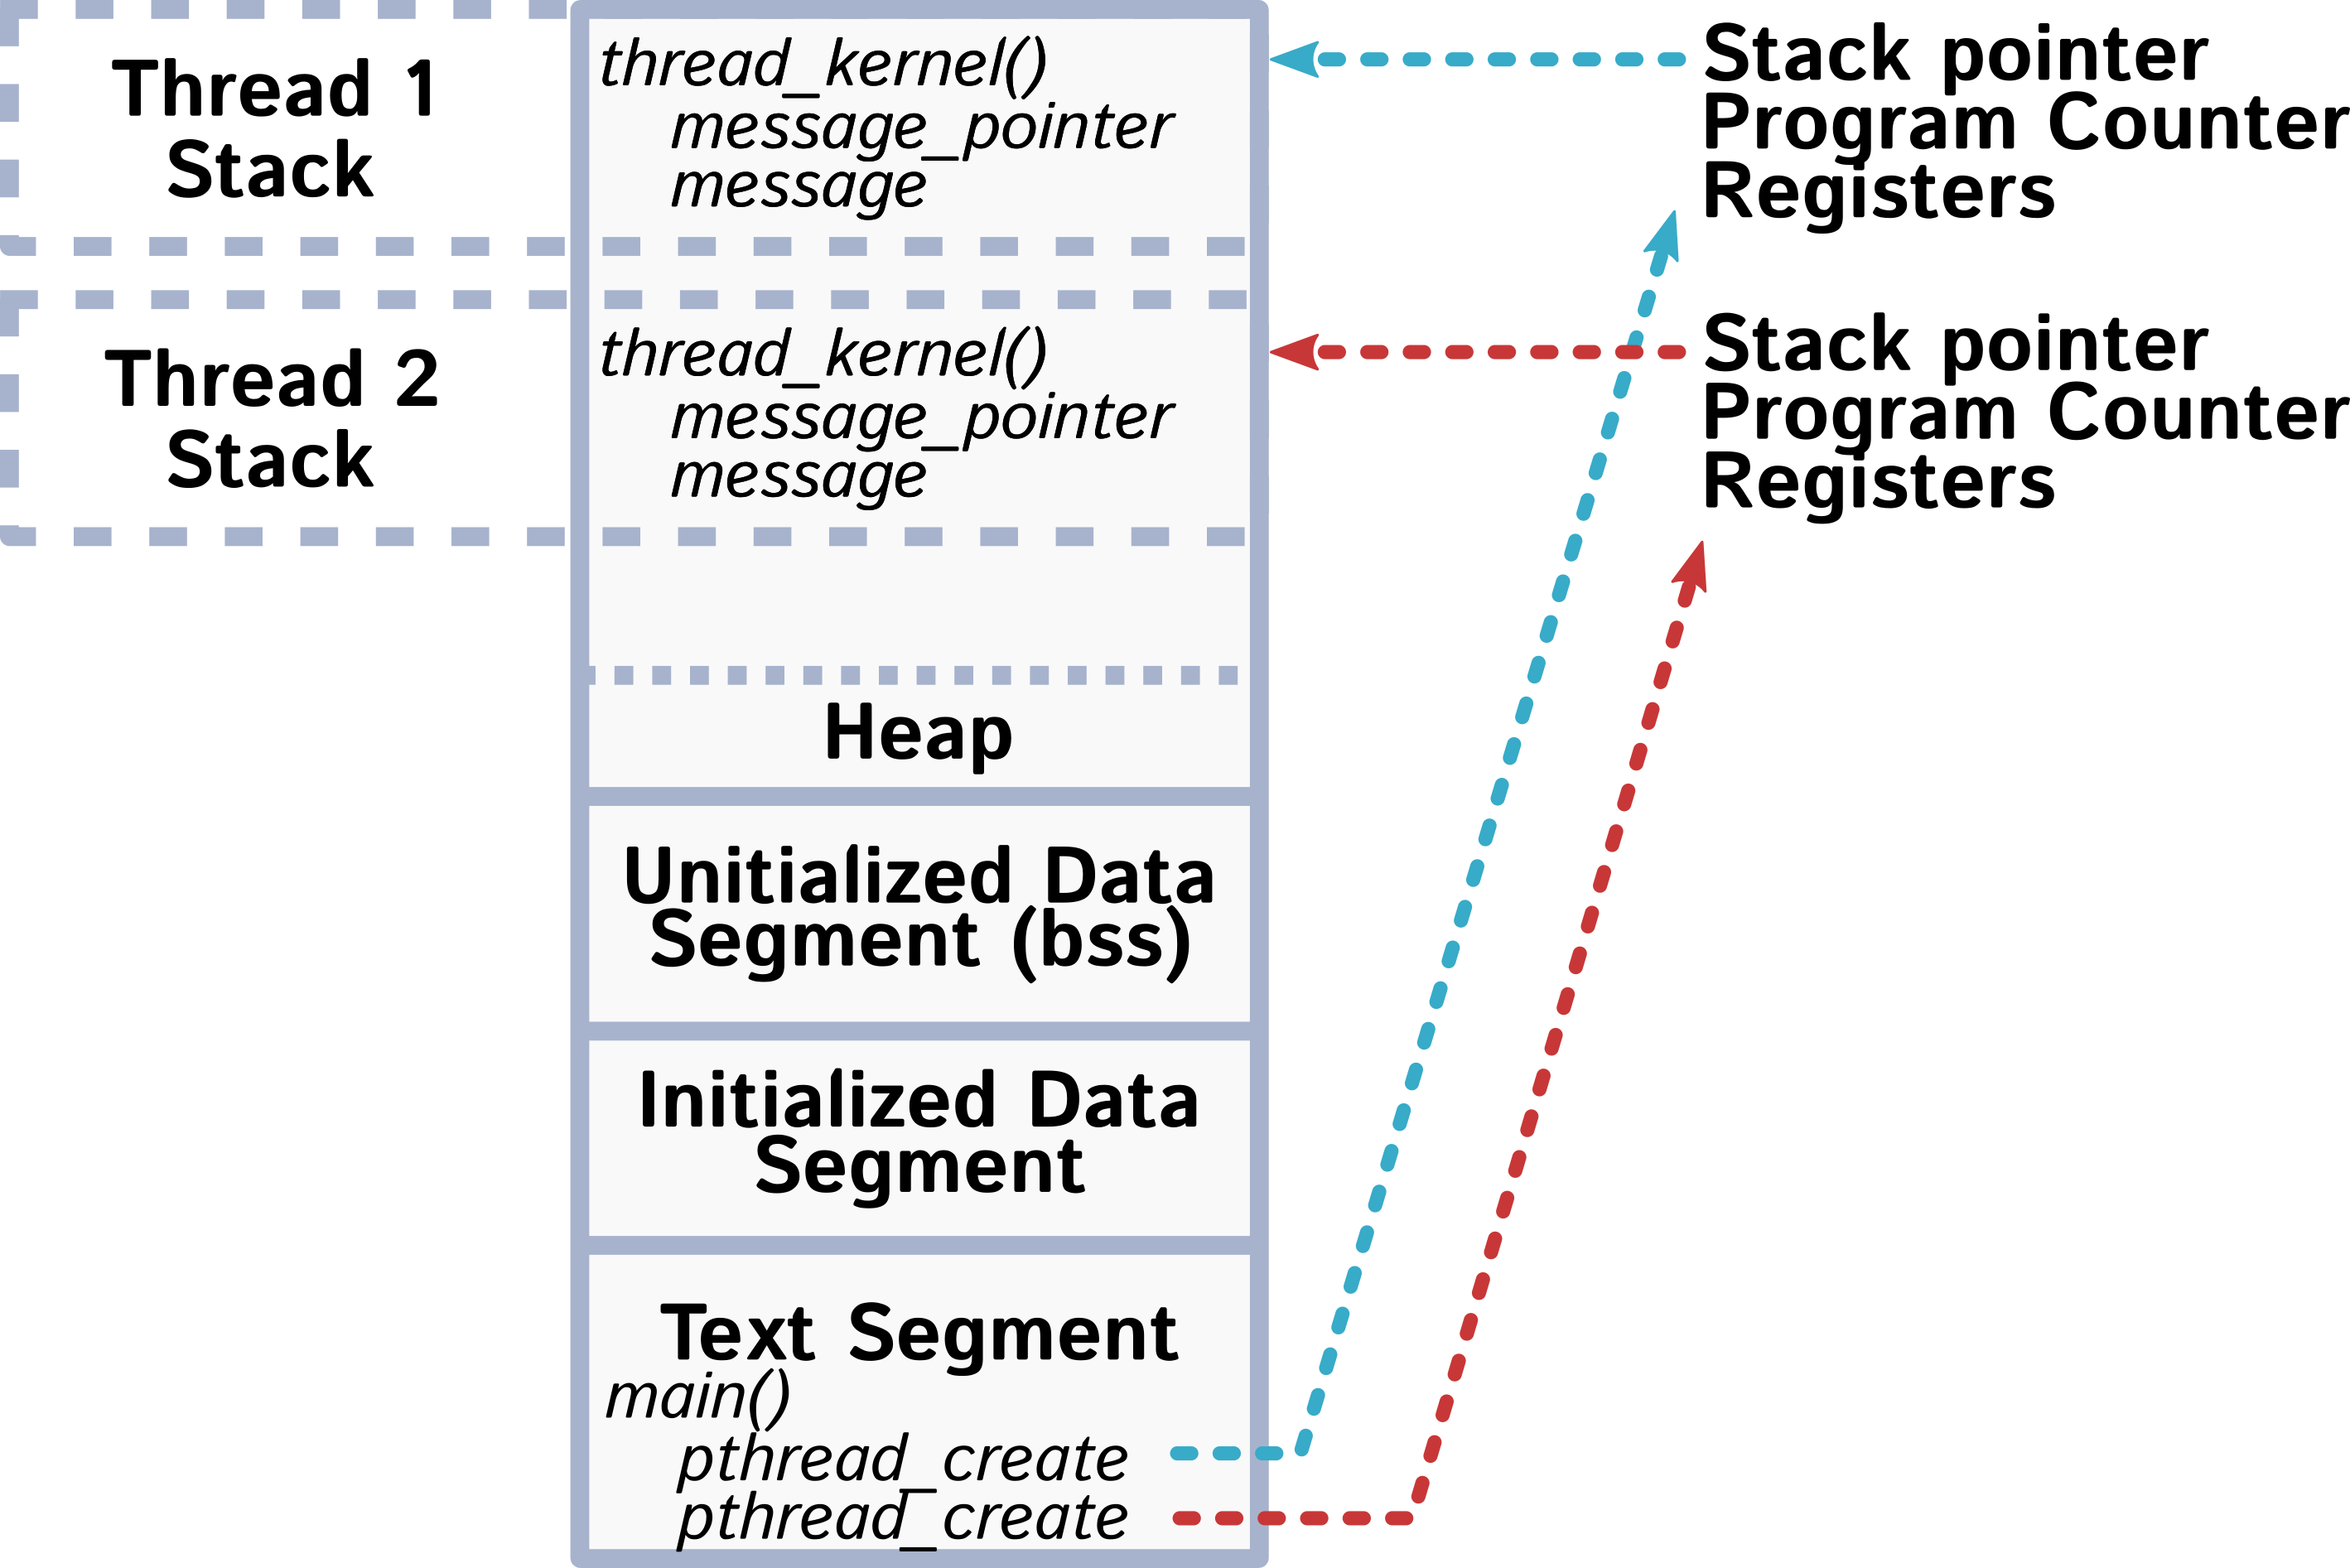 Thread 1
Stack
thread_kernel()
message_pointer
message
Stack pointer
Program Counter
Registers
Thread 2
Stack
thread_kernel()
message_pointer
message
Stack pointer
Program Counter
Registers
Heap
Unitialized Data
Segment (bss)
Initialized Data
Segment
Text Segment
main()
pthread_create
pthread_create